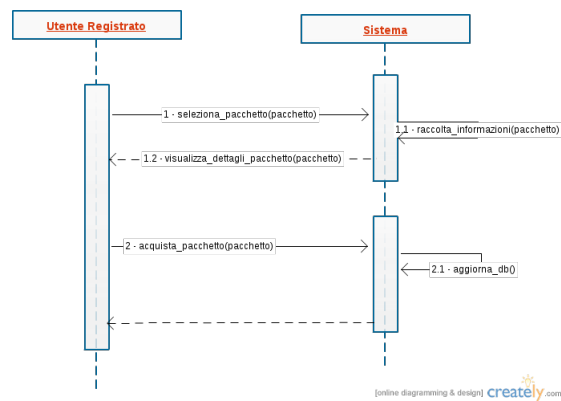 Utente Registrato
Sistema
1 - seleziona_pacchetto(pacchetto)
1.1 - raccolta_informazioni(pacchetto)
1.2 - visualizza_dettagli_pacchetto(pacchetto)
2 - acquista_pacchetto(pacchetto)
2.1 - aggiorna_db()
[online diagramming & design] creately.com